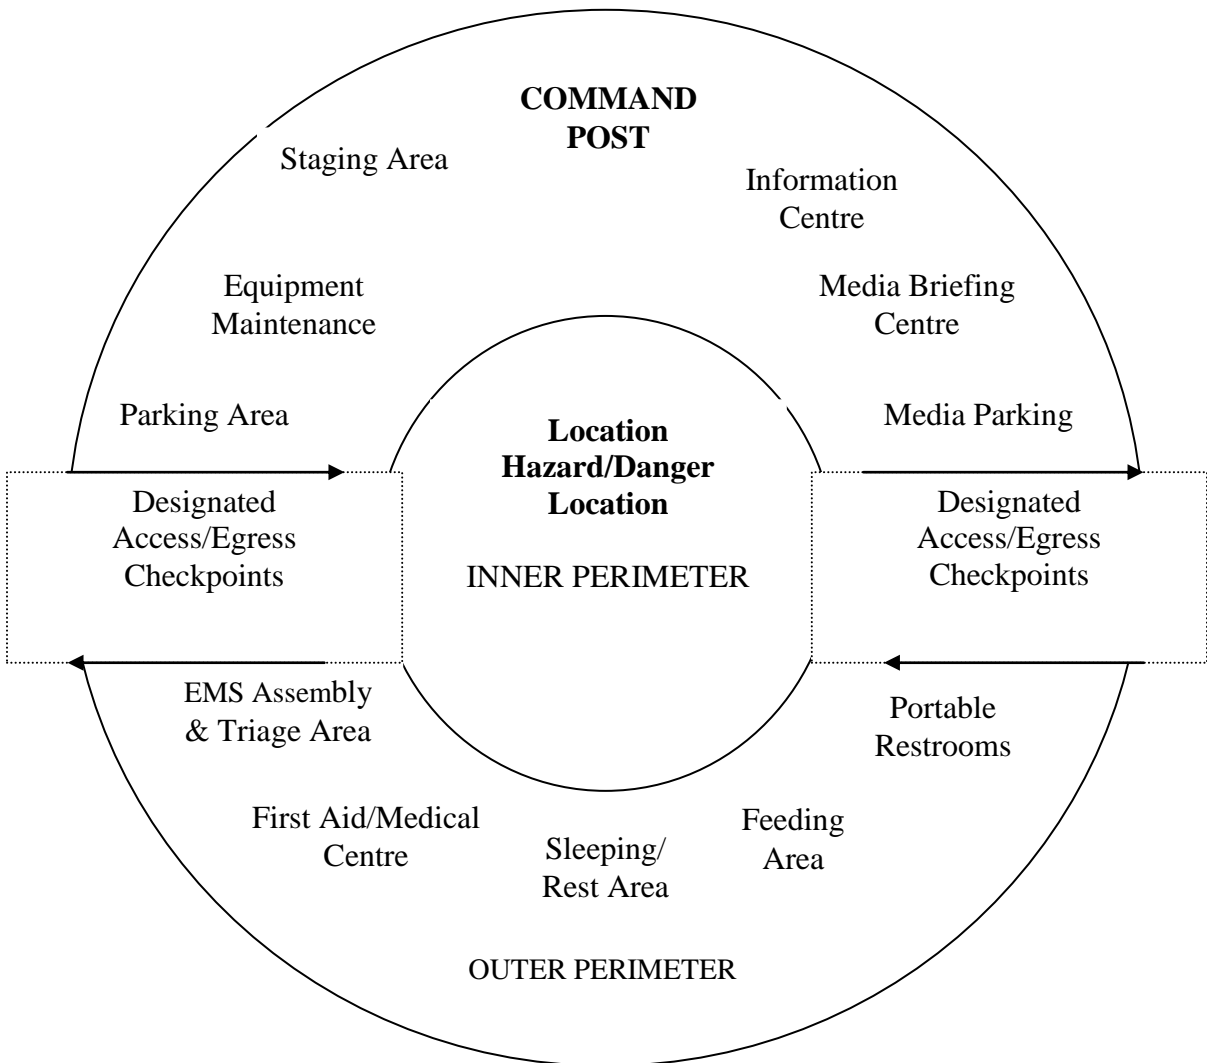 COMMAND
POST
Staging Area
Information
Centre
Equipment
Maintenance
Media Briefing
Centre
Parking Area
Media Parking
Location
Hazard/Danger
Location
INNER PERIMETER
Designated
Access/Egress
Checkpoints
Designated
Access/Egress
Checkpoints
EMS Assembly
& Triage Area
Portable
Restrooms
First Aid/Medical
Centre
Sleeping/
Rest Area
Feeding
Area
OUTER PERIMETER